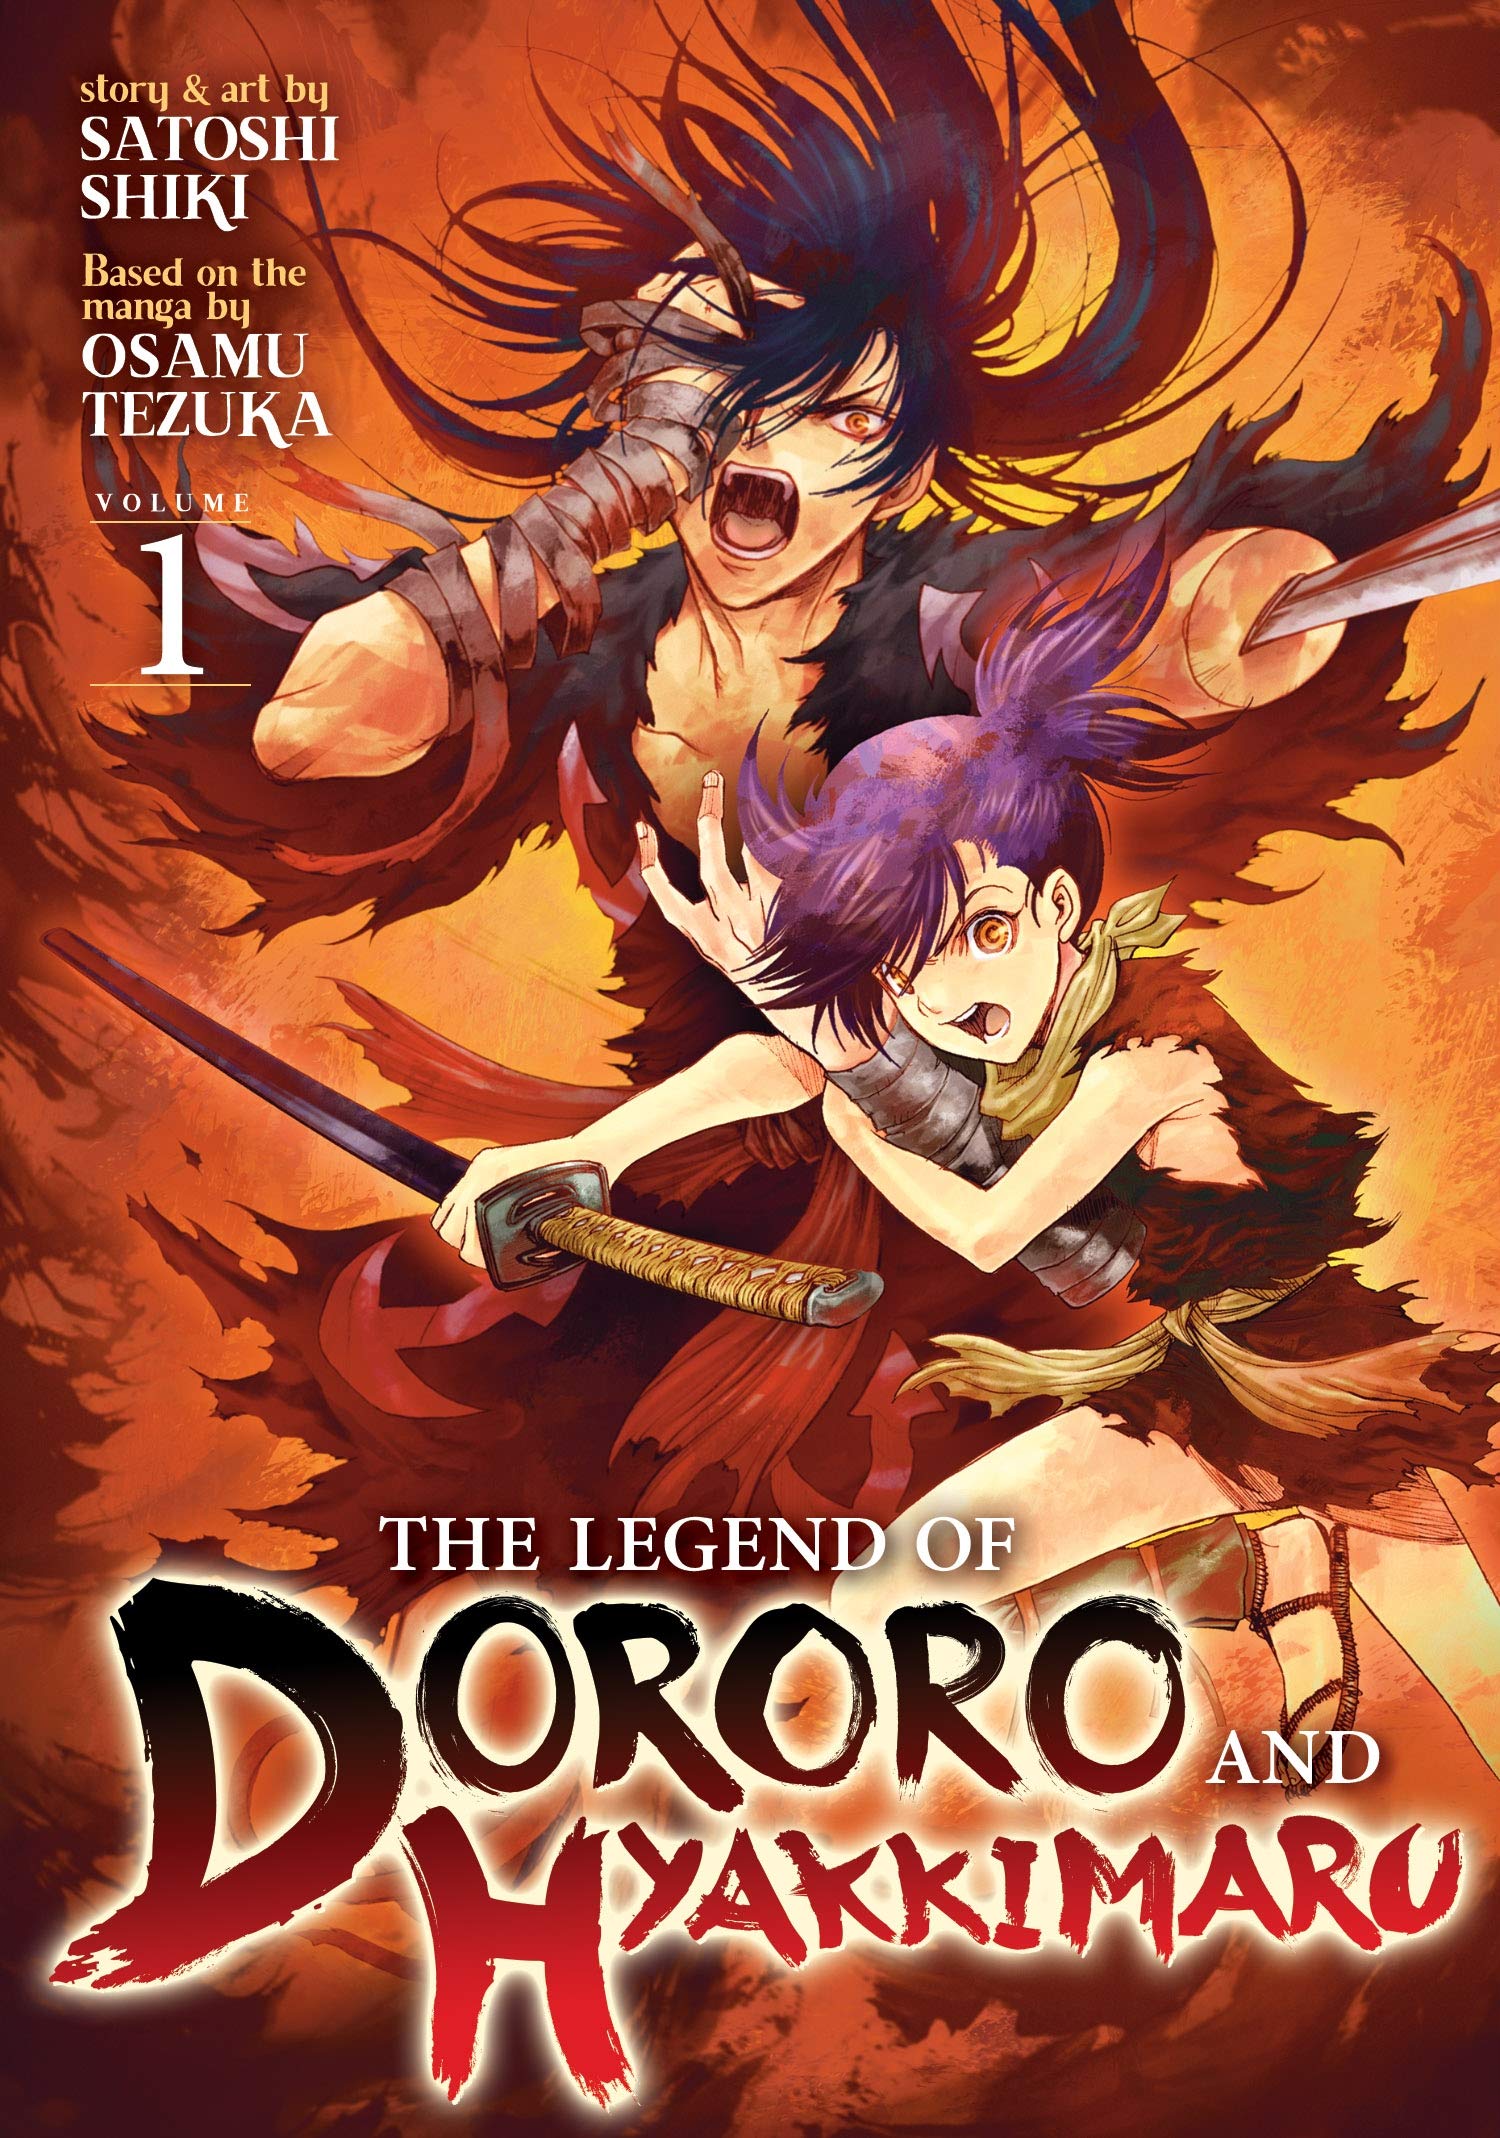 story & art by
SATOSHI
SHIKI
Based on the
manga by
OSAMU
TEZUKA
VOLUME
1
THE LEGEND OF
DORORO AND
HYAKKIMARU